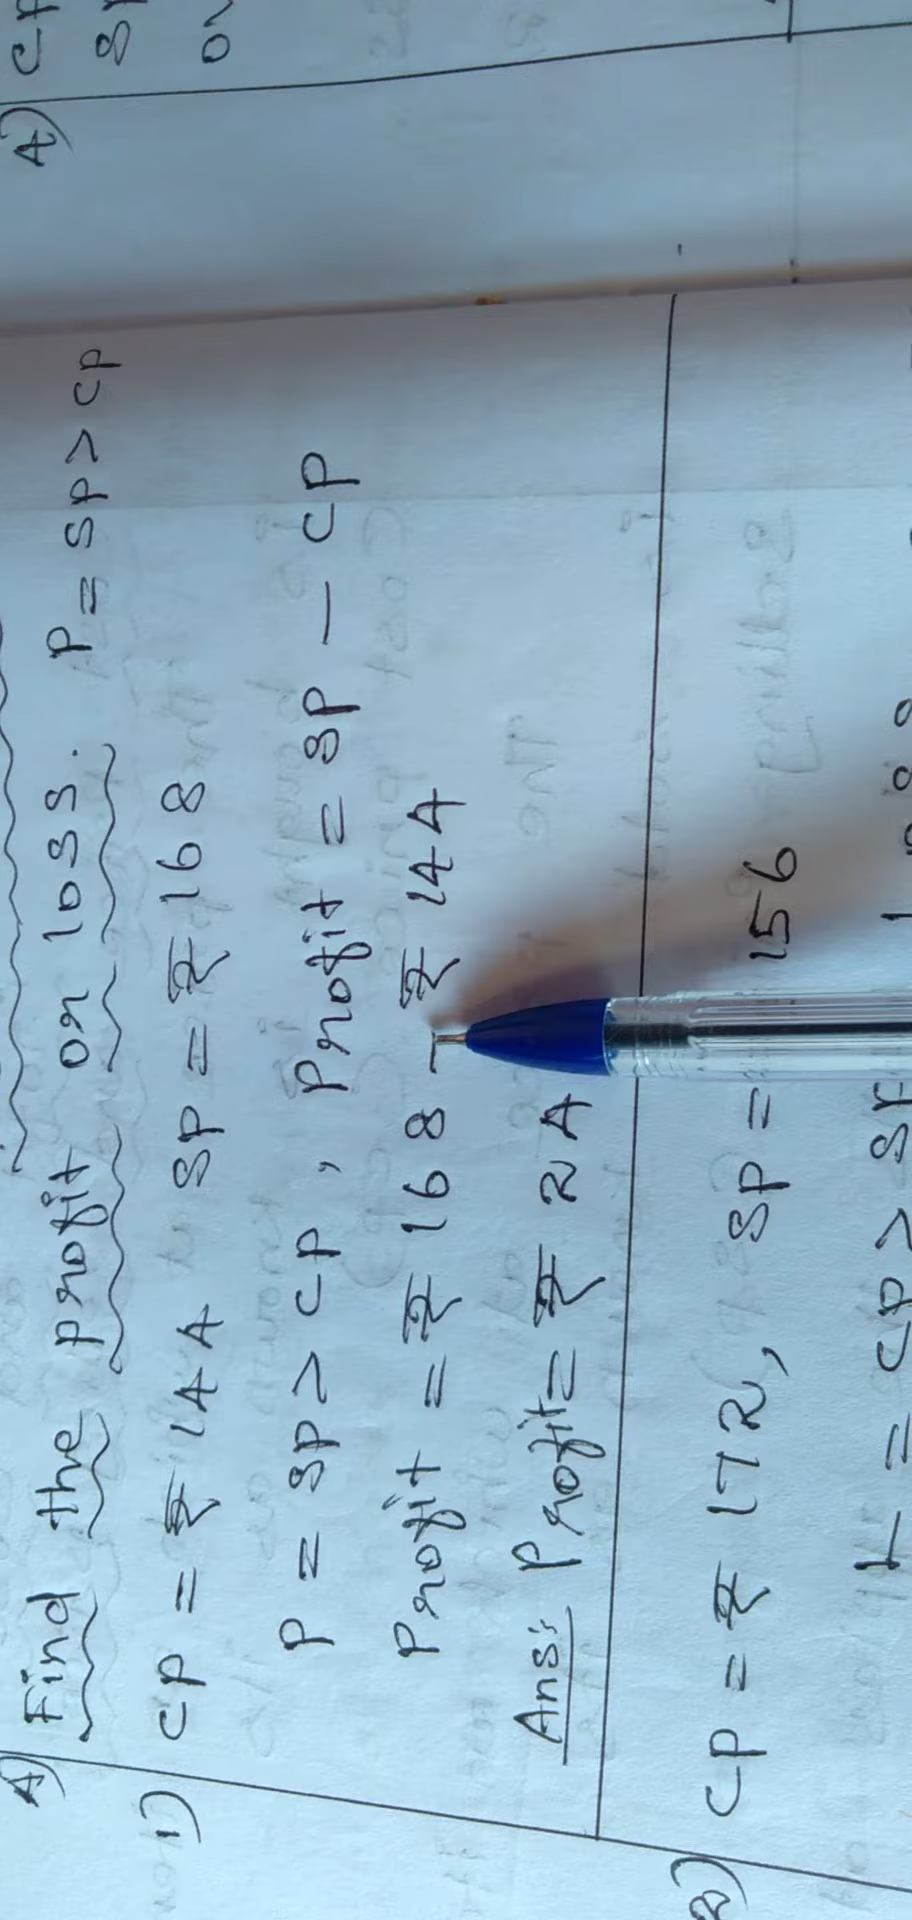 A) Find the profit or loss. P = SP > CP
1) CP = ₹ 144 SP = ₹ 168
P = SP > CP, Profit = SP - CP
Profit = ₹ 168 - ₹ 144
Ans: Profit = ₹ 24
2) CP = ₹ 172, SP = 156
L = CP > SP
A) CP